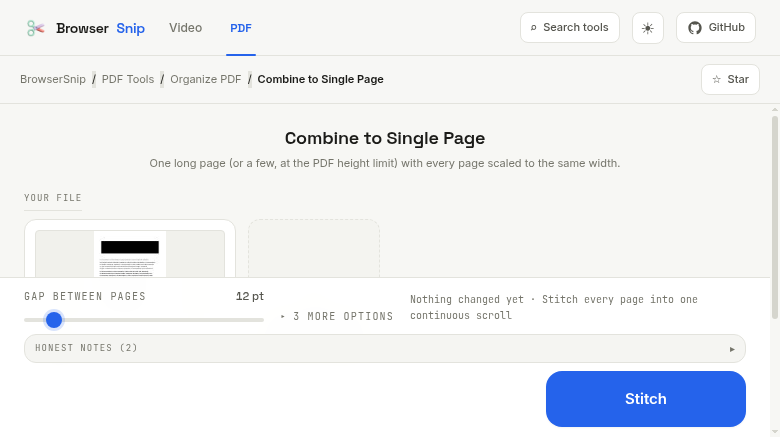 Browser Snip Video PDF Search tools GitHub
BrowserSnip / PDF Tools / Organize PDF / Combine to Single Page Star
Combine to Single Page
One long page (or a few, at the PDF height limit) with every page scaled to the same width.
YOUR FILE
GAP BETWEEN PAGES 12 pt
3 MORE OPTIONS
Nothing changed yet · Stitch every page into one
continuous scroll
HONEST NOTES (2)
Stitch